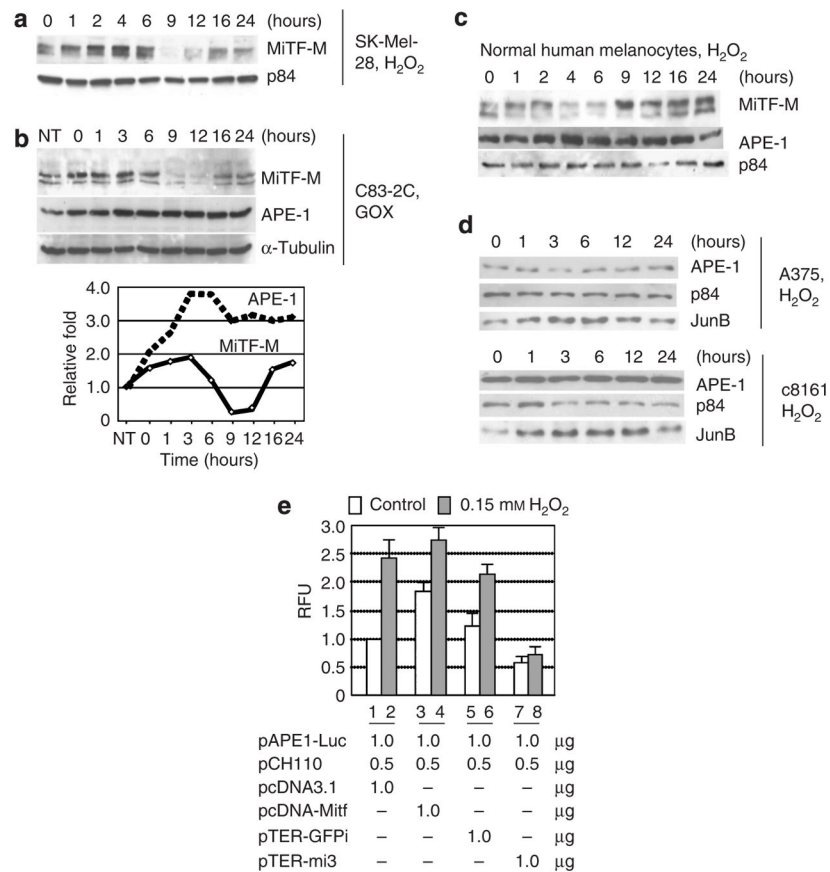 a
0 1 2 4 6 9 12 16 24 (hours)
MiTF-M
p84
SK-Mel-
28, H₂O₂
b
NT 0 1 3 6 9 12 16 24 (hours)
MiTF-M
APE-1
α-Tubulin
C83-2C,
GOX
4.0
3.0
2.0
1.0
Relative fold
APE-1
MiTF-M
NT 0 1 3 6 9 12 16 24
Time (hours)
c
Normal human melanocytes, H₂O₂
0 1 2 4 6 9 12 16 24 (hours)
MiTF-M
APE-1
p84
d
0 1 3 6 12 24 (hours)
APE-1
p84
JunB
A375,
H₂O₂
0 1 3 6 12 24 (hours)
APE-1
p84
JunB
c8161
H₂O₂
e
Control 0.15 mM H₂O₂
3.0
2.5
2.0
1.5
1.0
0.5
0
RFU
1 2 3 4 5 6 7 8
pAPE1-Luc 1.0 1.0 1.0 1.0 μg
pCH110 0.5 0.5 0.5 0.5 μg
pcDNA3.1 1.0 – – – μg
pcDNA-Mitf – 1.0 – – μg
pTER-GFPi – – 1.0 – μg
pTER-mi3 – – – 1.0 μg